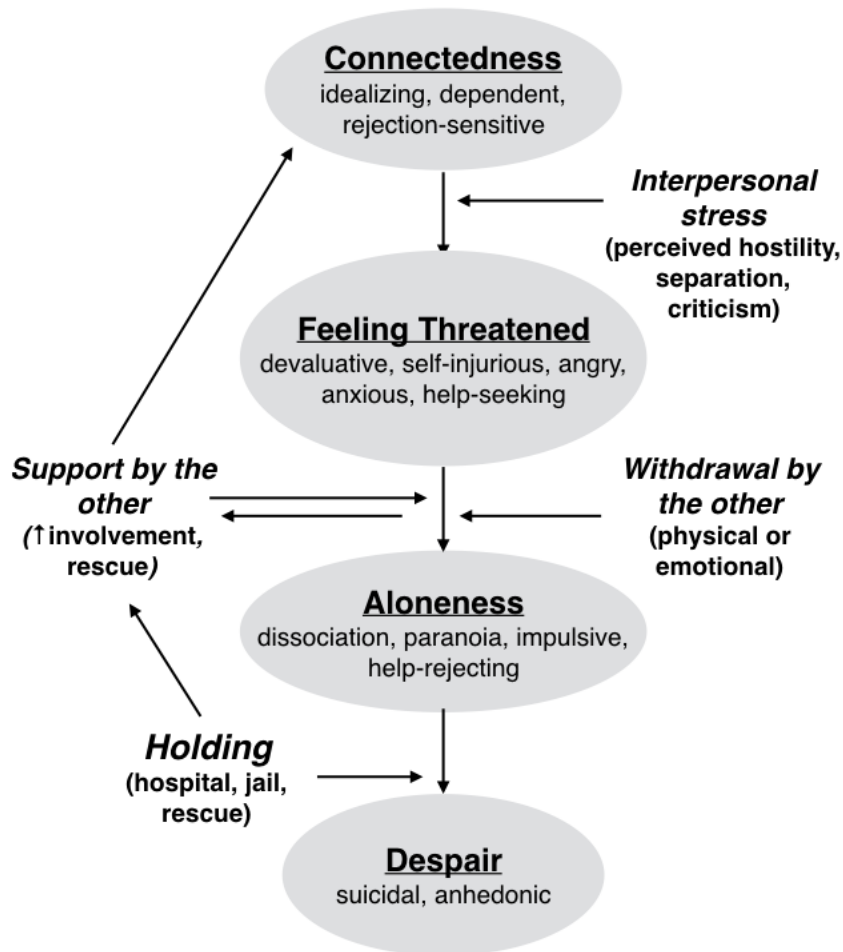 Connectedness
idealizing, dependent,
rejection-sensitive
Interpersonal
stress
(perceived hostility,
separation,
criticism)
Feeling Threatened
devaluative, self-injurious, angry,
anxious, help-seeking
Support by the
other
(↑involvement,
rescue)
Withdrawal by
the other
(physical or
emotional)
Aloneness
dissociation, paranoia, impulsive,
help-rejecting
Holding
(hospital, jail,
rescue)
Despair
suicidal, anhedonic